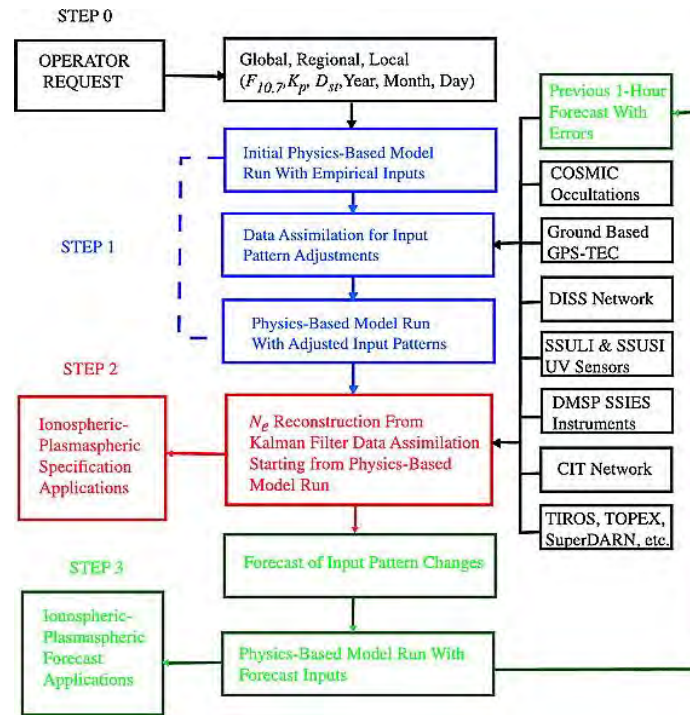 STEP 0
OPERATOR
REQUEST
Global, Regional, Local
(F10.7,Kp, Dst,Year, Month, Day)
Previous 1-Hour
Forecast With
Errors
Initial Physics-Based Model
Run With Empirical Inputs
COSMIC
Occultations
STEP 1
Data Assimilation for Input
Pattern Adjustments
Ground Based
GPS-TEC
DISS Network
Physics-Based Model Run
With Adjusted Input Patterns
SSULI & SSUSI
UV Sensors
STEP 2
Ionospheric-
Plasmaspheric
Specification
Applications
Ne Reconstruction From
Kalman Filter Data Assimilation
Starting from Physics-Based
Model Run
DMSP SSIES
Instruments
CIT Network
TIROS, TOPEX,
SuperDARN, etc.
STEP 3
Forecast of Input Pattern Changes
Ionospheric-
Plasmaspheric
Forecast
Applications
Physics-Based Model Run With
Forecast Inputs